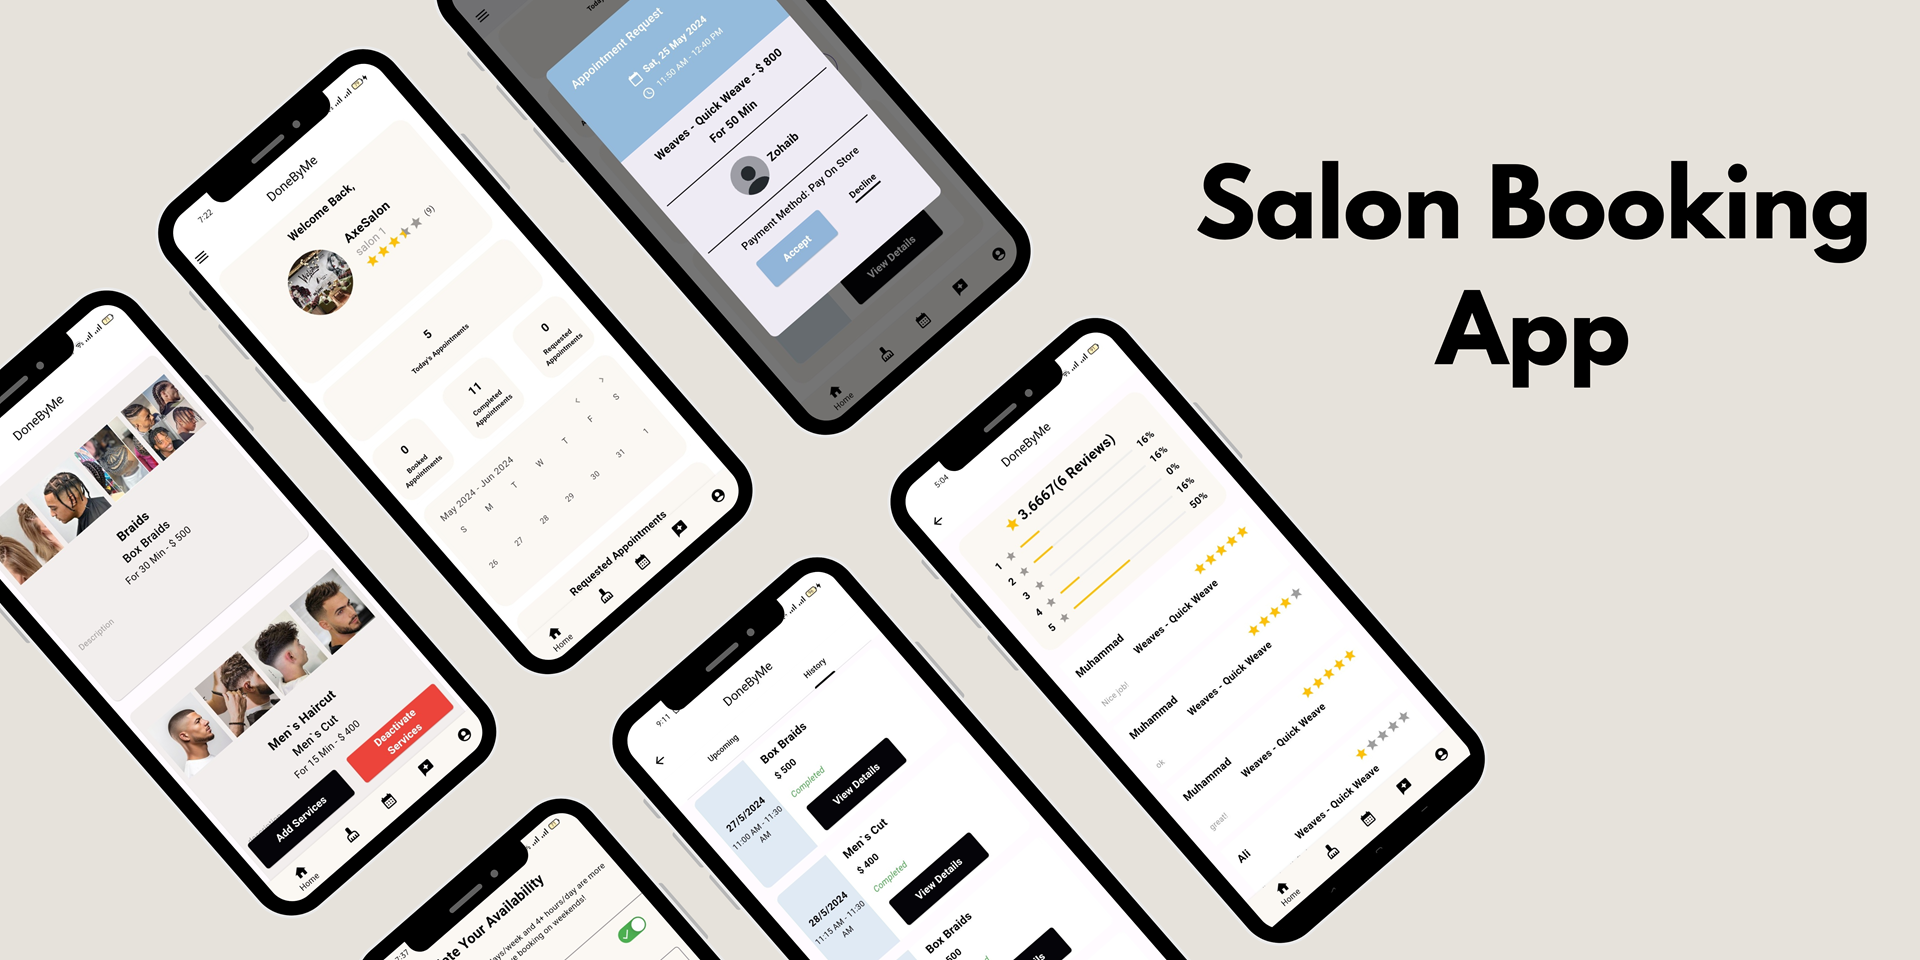 Salon Booking
App
Today
Appointment Request
Sat, 25 May 2024
11:50 AM - 12:40 PM
Weaves - Quick Weave - $ 800
For 50 Min
Zohaib
Payment Method: Pay On Store
Accept
Decline
View Details
Home
7:22
DoneByMe
Welcome Back,
AxeSalon
salon 1
(9)
5
Today's Appointments
0
Booked
Appointments
11
Completed
Appointments
0
Requested
Appointments
May 2024 - Jun 2024
‹ ›
S M T W T F S
26 27 28 29 30 31 1
Requested Appointments
Home
DoneByMe
Braids
Box Braids
For 30 Min - $ 500
Description
Men`s Haircut
Men`s Cut
For 15 Min - $ 400
Add Services
Deactivate
Services
Home
5:04
DoneByMe
3.6667(6 Reviews)
1 16%
2 16%
3 0%
4 16%
5 50%
Muhammad
Weaves - Quick Weave
Nice job!
Muhammad
Weaves - Quick Weave
ok
Muhammad
Weaves - Quick Weave
great!
Ali
Weaves - Quick Weave
Home
9:11
DoneByMe
Upcoming
History
27/5/2024
11:00 AM - 11:30
AM
Box Braids
$ 500
Completed
View Details
28/5/2024
11:15 AM - 11:30
AM
Men`s Cut
$ 400
Completed
View Details
Box Braids
500
7:37
ate Your Availability
days/week and 4+ hours/day are more
booking on weekends!